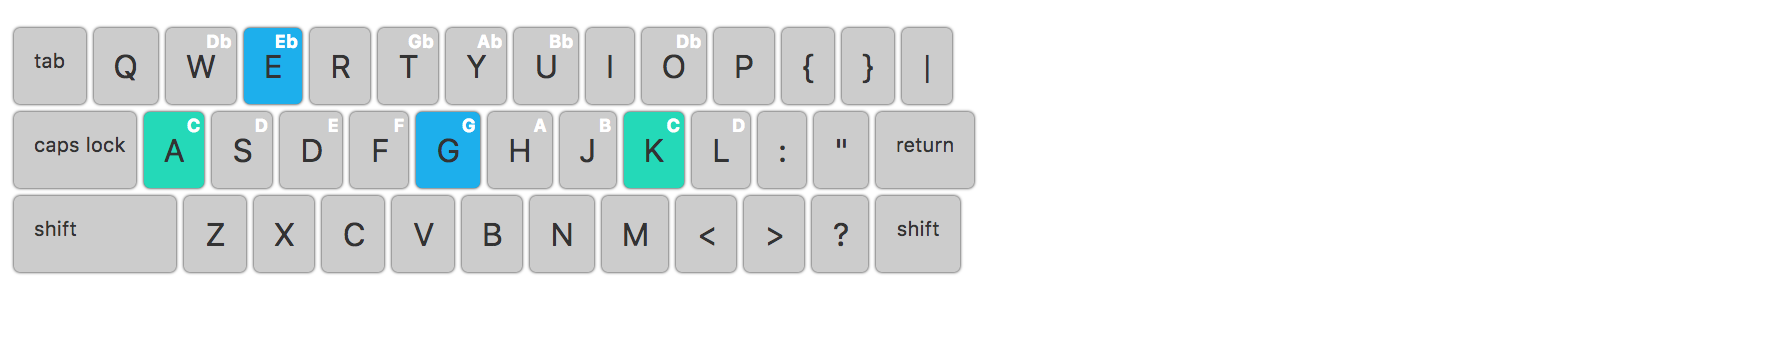 Db Eb Gb Ab Bb Db
tab Q W E R T Y U I O P { } |
C D E F G A B C D
caps lock A S D F G H J K L : " return
shift Z X C V B N M < > ? shift